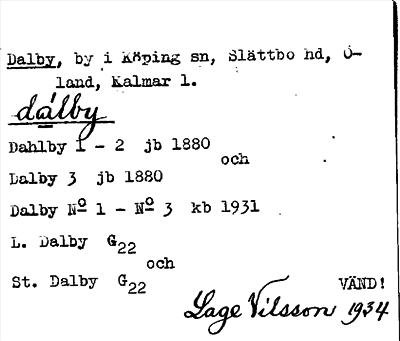 Dalby, by i Köping sn, Slättbo hd, Ö-
land, Kalmar l.
dálby
Dahlby 1 - 2 jb 1880
och
Dalby 3 jb 1880
Dalby No 1 - No 3 kb 1931
L. Dalby G22
och
St. Dalby G22
VÄND!
Lage Nilsson 1934